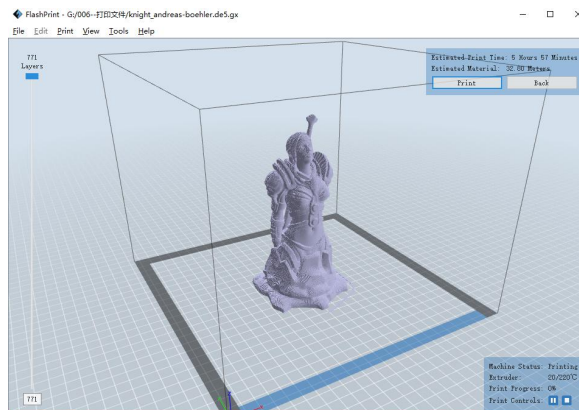 FlashPrint - G:/006--打印文件/knight_andreas-boehler.de5.gx
File Edit Print View Tools Help
771
Layers
Estimated Print Time: 5 Hours 57 Minutes
Estimated Material: 32.80 Meters
Print Back
Machine Status: Printing
Extruder: 20/220℃
Print Progress: 0%
Print Controls:
771